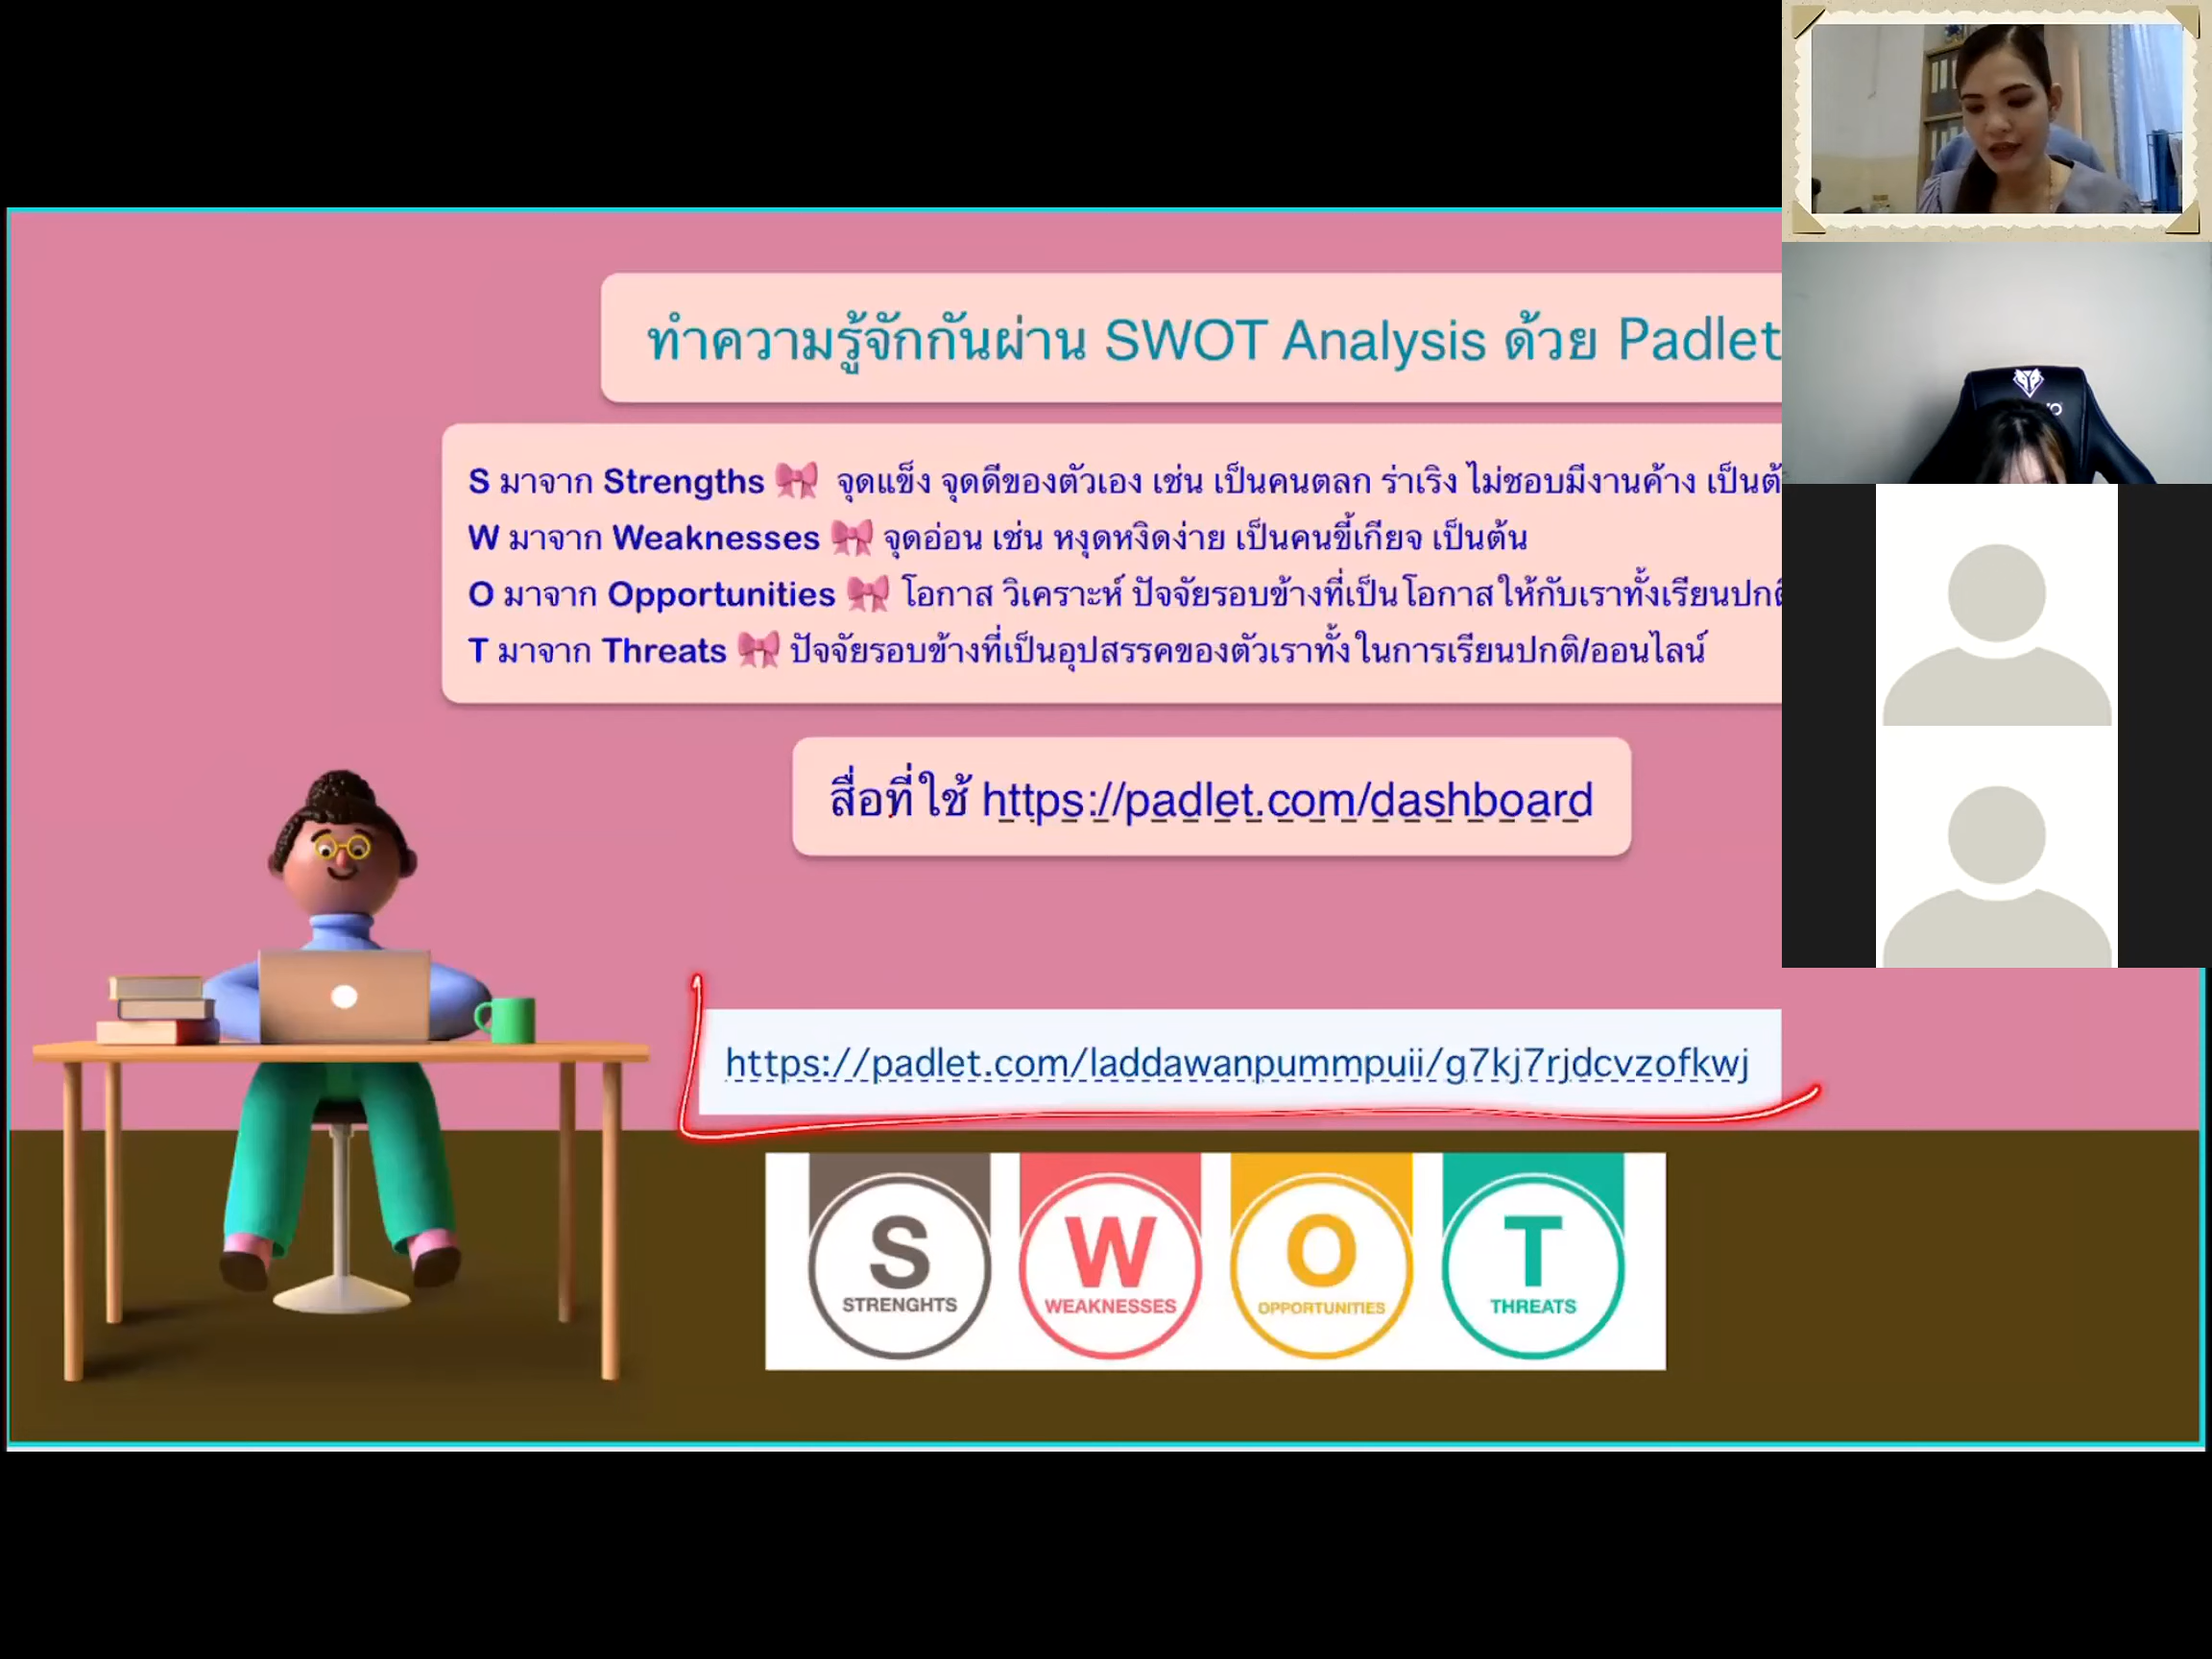 ทำความรู้จักกันผ่าน SWOT Analysis ด้วย Padlet
S มาจาก Strengths จุดแข็ง จุดดีของตัวเอง เช่น เป็นคนตลก ร่าเริง ไม่ชอบมีงานค้าง
W มาจาก Weaknesses จุดอ่อน เช่น หงุดหงิดง่าย เป็นคนขี้เกียจ เป็นต้น
O มาจาก Opportunities โอกาส วิเคราะห์ ปัจจัยรอบข้างที่เป็นโอกาสให้กับเราทั้งเรียน
T มาจาก Threats ปัจจัยรอบข้างที่เป็นอุปสรรคของตัวเราทั้งในการเรียนปกติ/ออนไลน์
สื่อที่ใช้ https://padlet.com/dashboard
https://padlet.com/laddawanpummpuii/g7kj7rjdcvzofkwj
S W O T
STRENGHTS WEAKNESSES OPPORTUNITIES THREATS